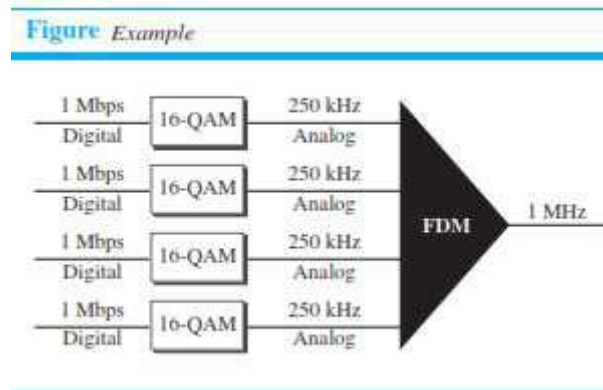 Figure Example
1 Mbps 16-QAM 250 kHz
Digital Analog
1 Mbps 16-QAM 250 kHz
Digital Analog
FDM 1 MHz
1 Mbps 16-QAM 250 kHz
Digital Analog
1 Mbps 16-QAM 250 kHz
Digital Analog